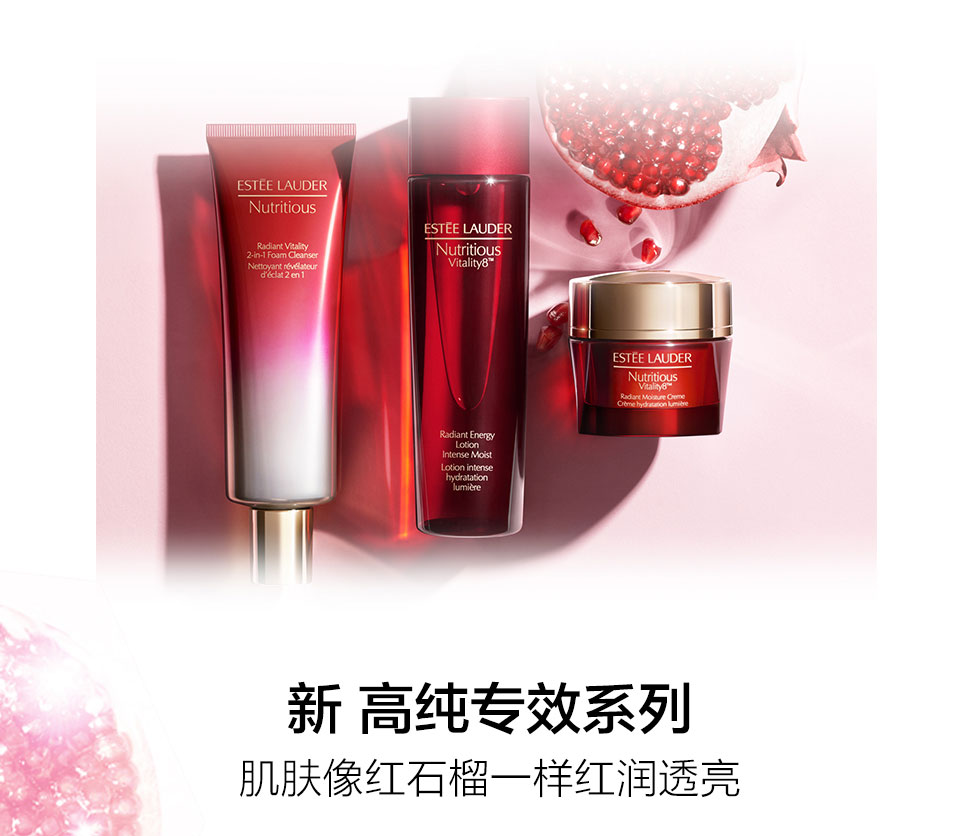 ESTĒE LAUDER
Nutritious
Radiant Vitality
2-in-1 Foam Cleanser
Nettoyant révélateur
d'éclat 2 en 1
ESTĒE LAUDER
Nutritious
Vitality8™
Radiant Energy
Lotion
Intense Moist
Lotion intense
hydratation
lumière
ESTĒE LAUDER
Nutritious
Vitality8™
Radiant Moisture Creme
Crème hydratation lumière
新 高纯专效系列
肌肤像红石榴一样红润透亮